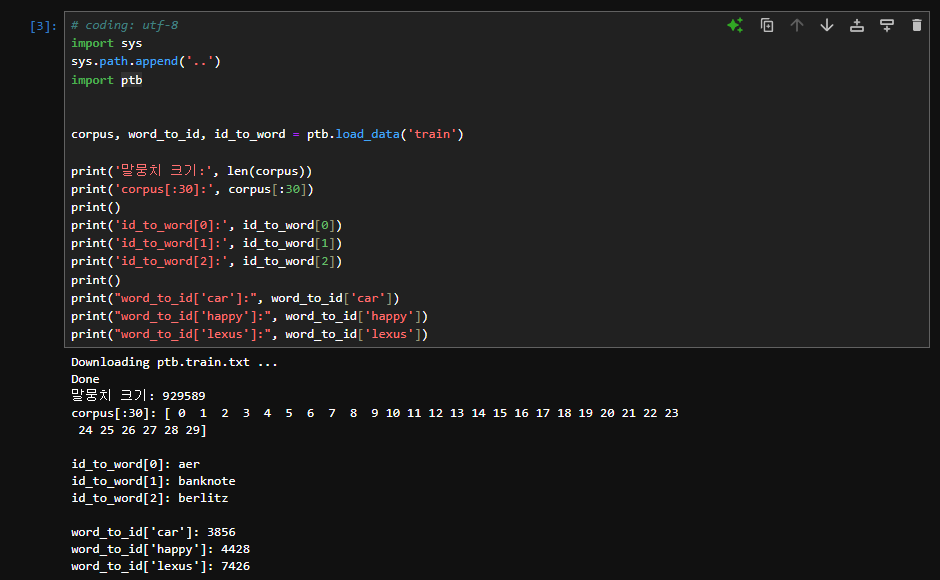 [3]: # coding: utf-8
import sys
sys.path.append('..')
import ptb
corpus, word_to_id, id_to_word = ptb.load_data('train')
print('말뭉치 크기:', len(corpus))
print('corpus[:30]:', corpus[:30])
print()
print('id_to_word[0]:', id_to_word[0])
print('id_to_word[1]:', id_to_word[1])
print('id_to_word[2]:', id_to_word[2])
print()
print("word_to_id['car']:", word_to_id['car'])
print("word_to_id['happy']:", word_to_id['happy'])
print("word_to_id['lexus']:", word_to_id['lexus'])
Downloading ptb.train.txt ...
Done
말뭉치 크기: 929589
corpus[:30]: [ 0  1  2  3  4  5  6  7  8  9 10 11 12 13 14 15 16 17 18 19 20 21 22 23
 24 25 26 27 28 29]
id_to_word[0]: aer
id_to_word[1]: banknote
id_to_word[2]: berlitz
word_to_id['car']: 3856
word_to_id['happy']: 4428
word_to_id['lexus']: 7426